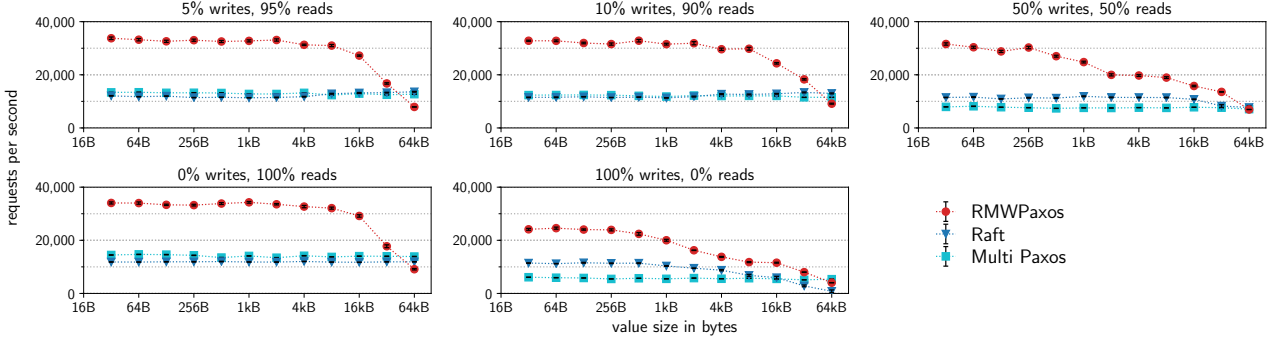 5% writes, 95% reads
10% writes, 90% reads
50% writes, 50% reads
40,000
20,000
0
16B 64B 256B 1kB 4kB 16kB 64kB
40,000
20,000
0
16B 64B 256B 1kB 4kB 16kB 64kB
40,000
20,000
0
16B 64B 256B 1kB 4kB 16kB 64kB
requests per second
0% writes, 100% reads
100% writes, 0% reads
40,000
20,000
0
16B 64B 256B 1kB 4kB 16kB 64kB
40,000
20,000
0
16B 64B 256B 1kB 4kB 16kB 64kB
value size in bytes
RMWPaxos
Raft
Multi Paxos